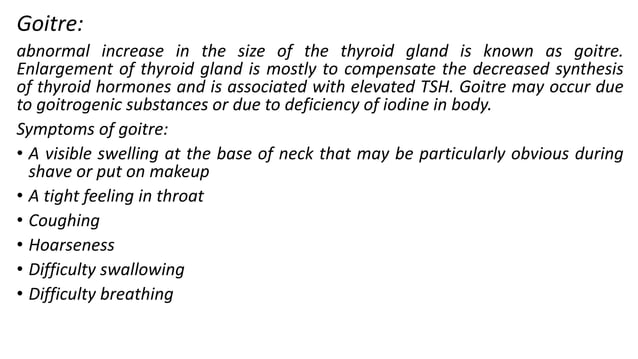 Goitre:
abnormal increase in the size of the thyroid gland is known as goitre.
Enlargement of thyroid gland is mostly to compensate the decreased synthesis
of thyroid hormones and is associated with elevated TSH. Goitre may occur due
to goitrogenic substances or due to deficiency of iodine in body.
Symptoms of goitre:
• A visible swelling at the base of neck that may be particularly obvious during
shave or put on makeup
• A tight feeling in throat
• Coughing
• Hoarseness
• Difficulty swallowing
• Difficulty breathing